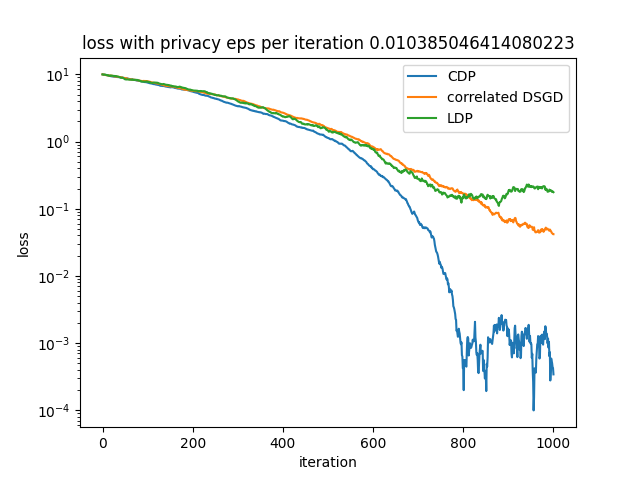 loss with privacy eps per iteration 0.010385046414080223
CDP
correlated DSGD
LDP
10¹
10⁰
10⁻¹
10⁻²
10⁻³
10⁻⁴
loss
0 200 400 600 800 1000
iteration